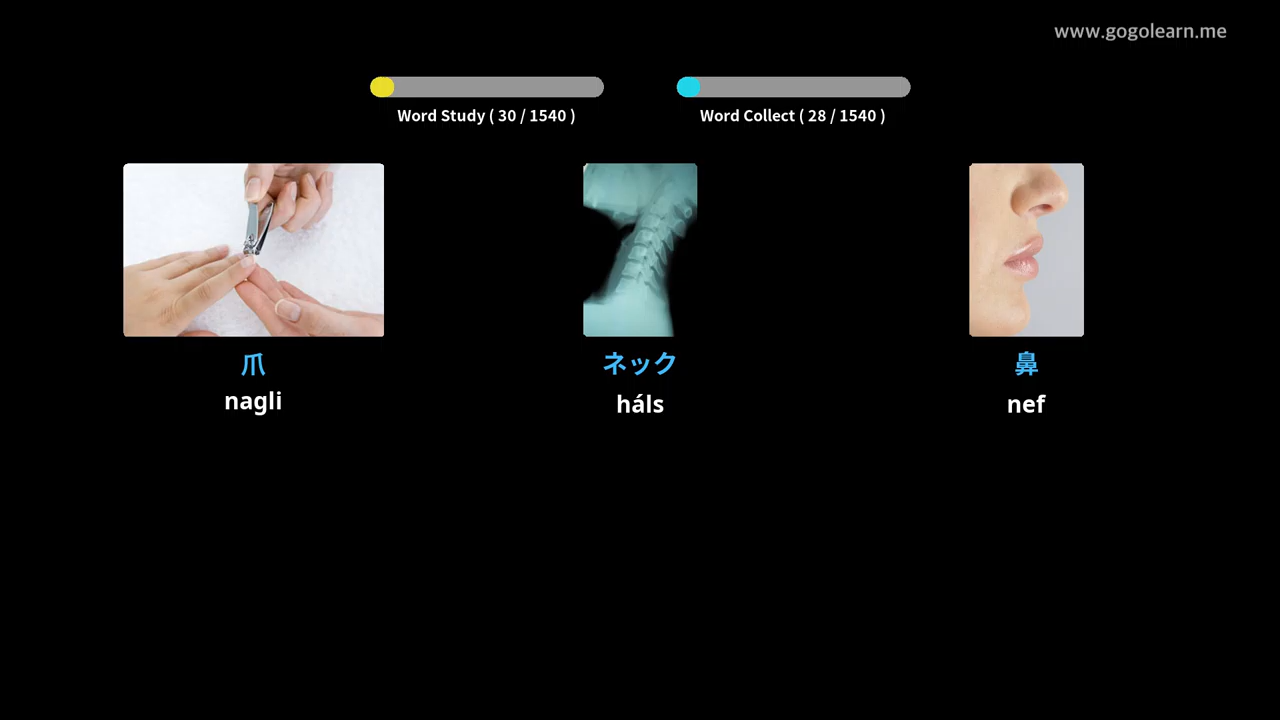 www.gogolearn.me
Word Study ( 30 / 1540 )
Word Collect ( 28 / 1540 )
爪
nagli
ネック
háls
鼻
nef